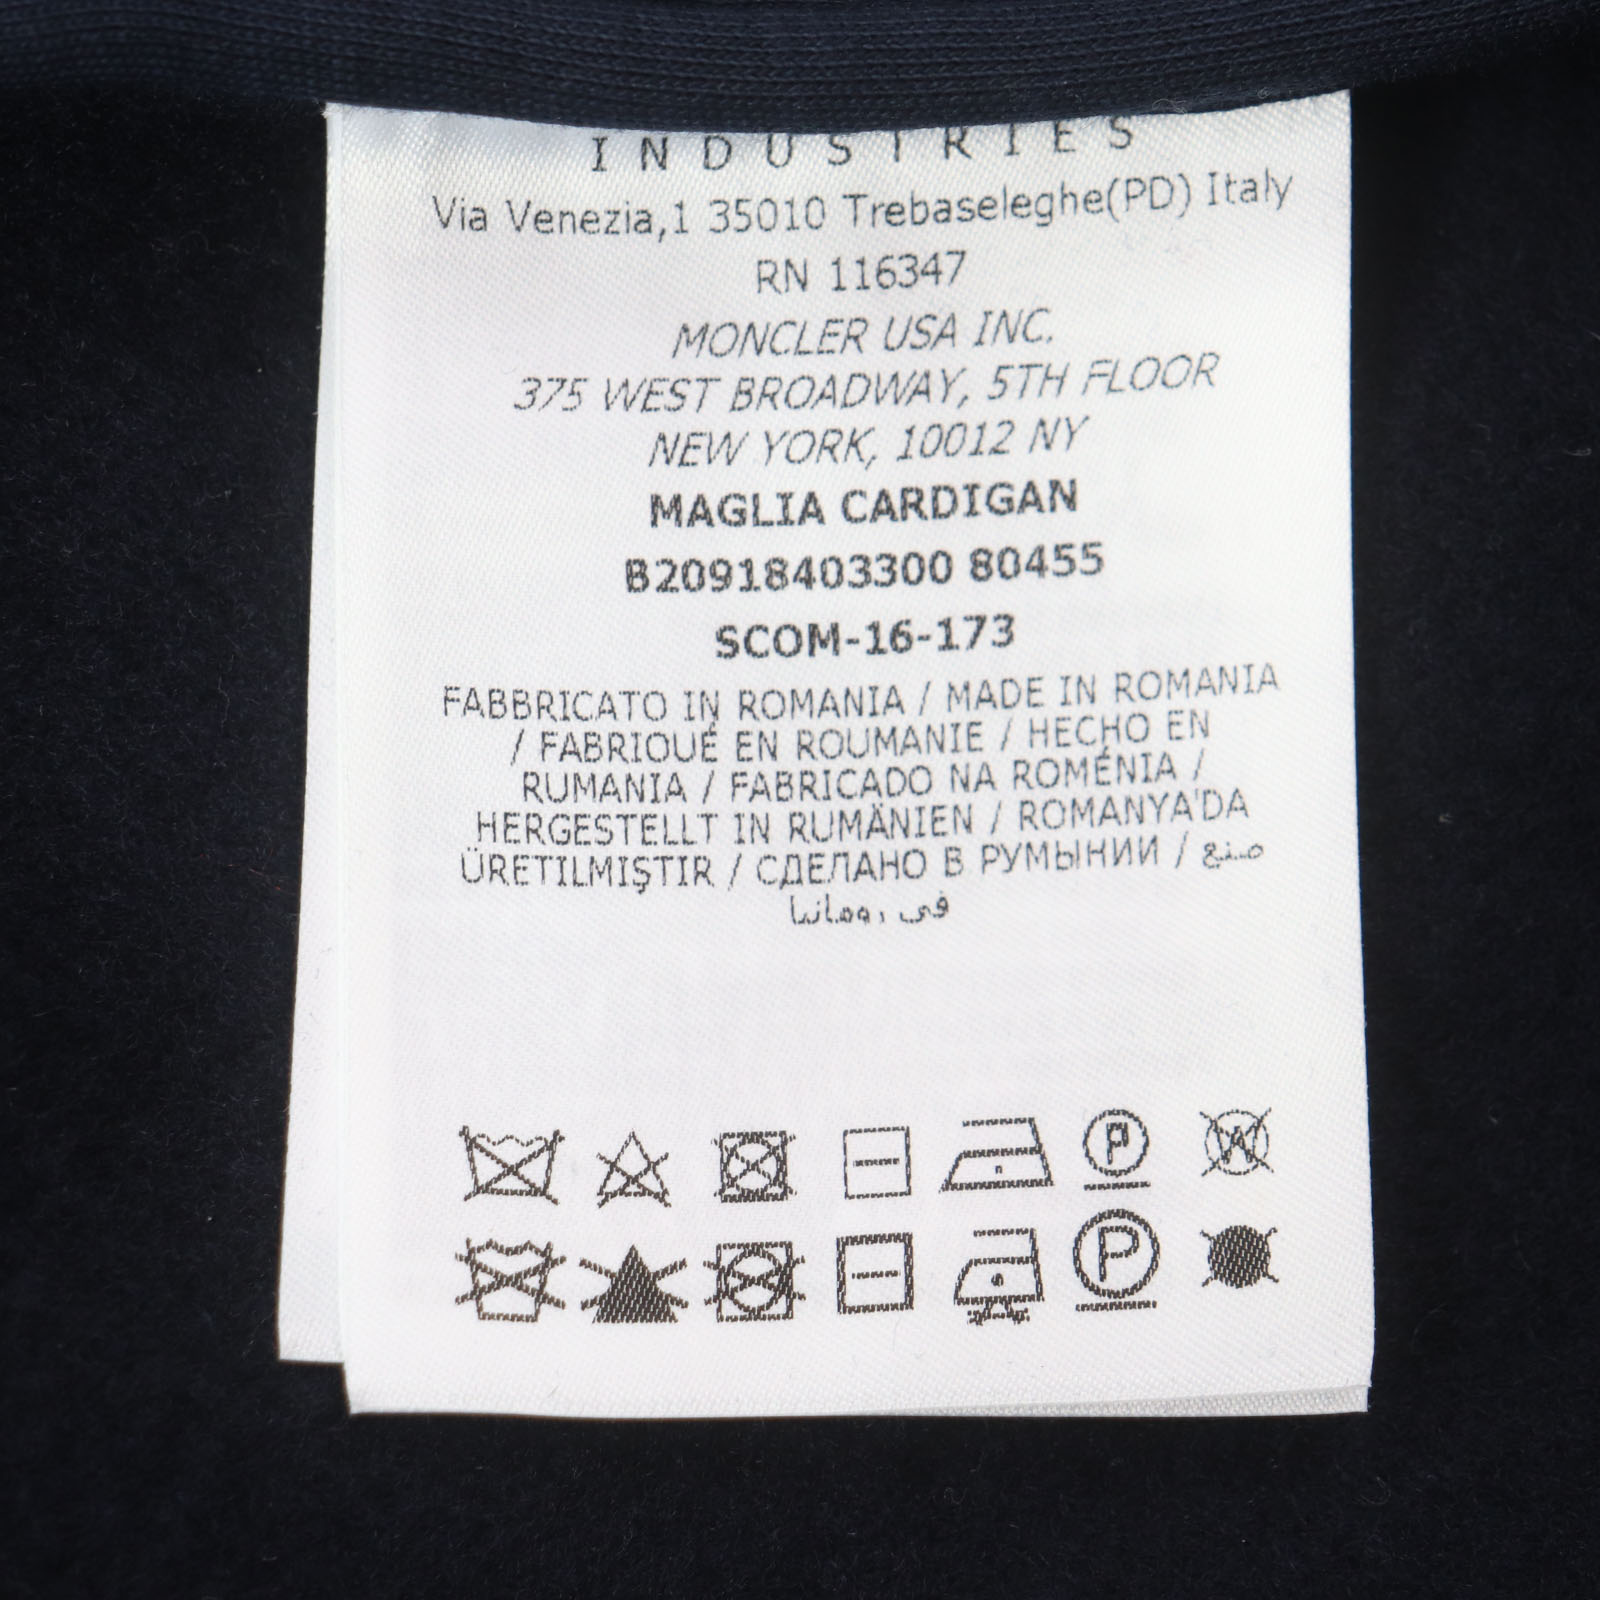 INDUSTRIES
Via Venezia,1 35010 Trebaseleghe(PD) Italy
RN 116347
MONCLER USA INC.
375 WEST BROADWAY, 5TH FLOOR
NEW YORK, 10012 NY
MAGLIA CARDIGAN
B20918403300 80455
SCOM-16-173
FABBRICATO IN ROMANIA / MADE IN ROMANIA
/ FABRIQUÉ EN ROUMANIE / HECHO EN
RUMANIA / FABRICADO NA ROMÉNIA /
HERGESTELLT IN RUMÄNIEN / ROMANYA'DA
ÜRETILMIŞTIR / СДЕЛАНО В РУМЫНИИ / صنع
في رومانيا
P W
P